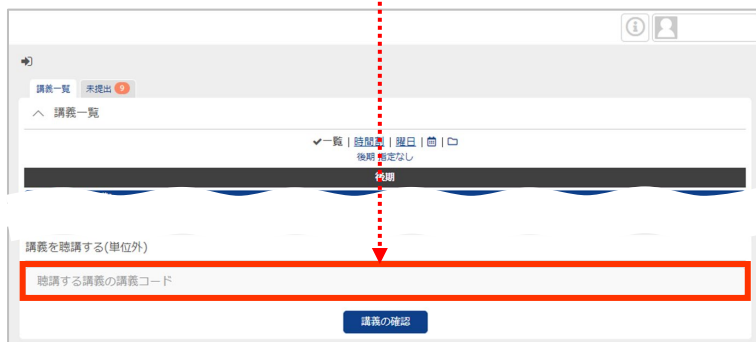 講義一覧 未提出 9
講義一覧
一覧 | 時間割 | 曜日 | |
後期 指定なし
後期
講義を聴講する(単位外)
聴講する講義の講義コード
講義の確認